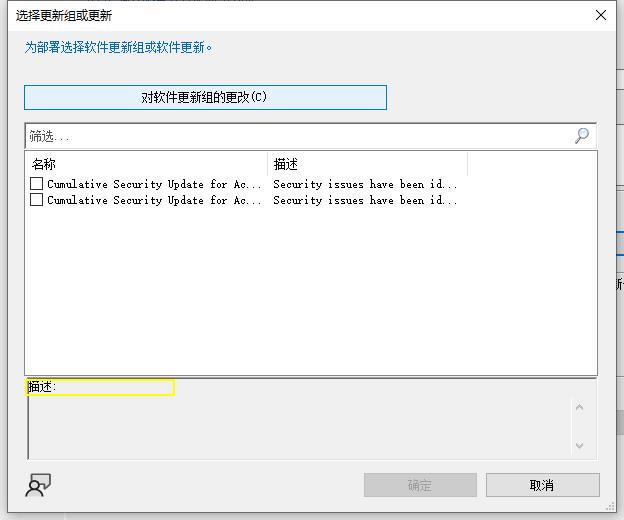 选择更新组或更新
为部署选择软件更新组或软件更新。
对软件更新组的更改(C)
筛选...
名称 描述
Cumulative Security Update for Ac... Security issues have been id...
Cumulative Security Update for Ac... Security issues have been id...
描述:
确定 取消